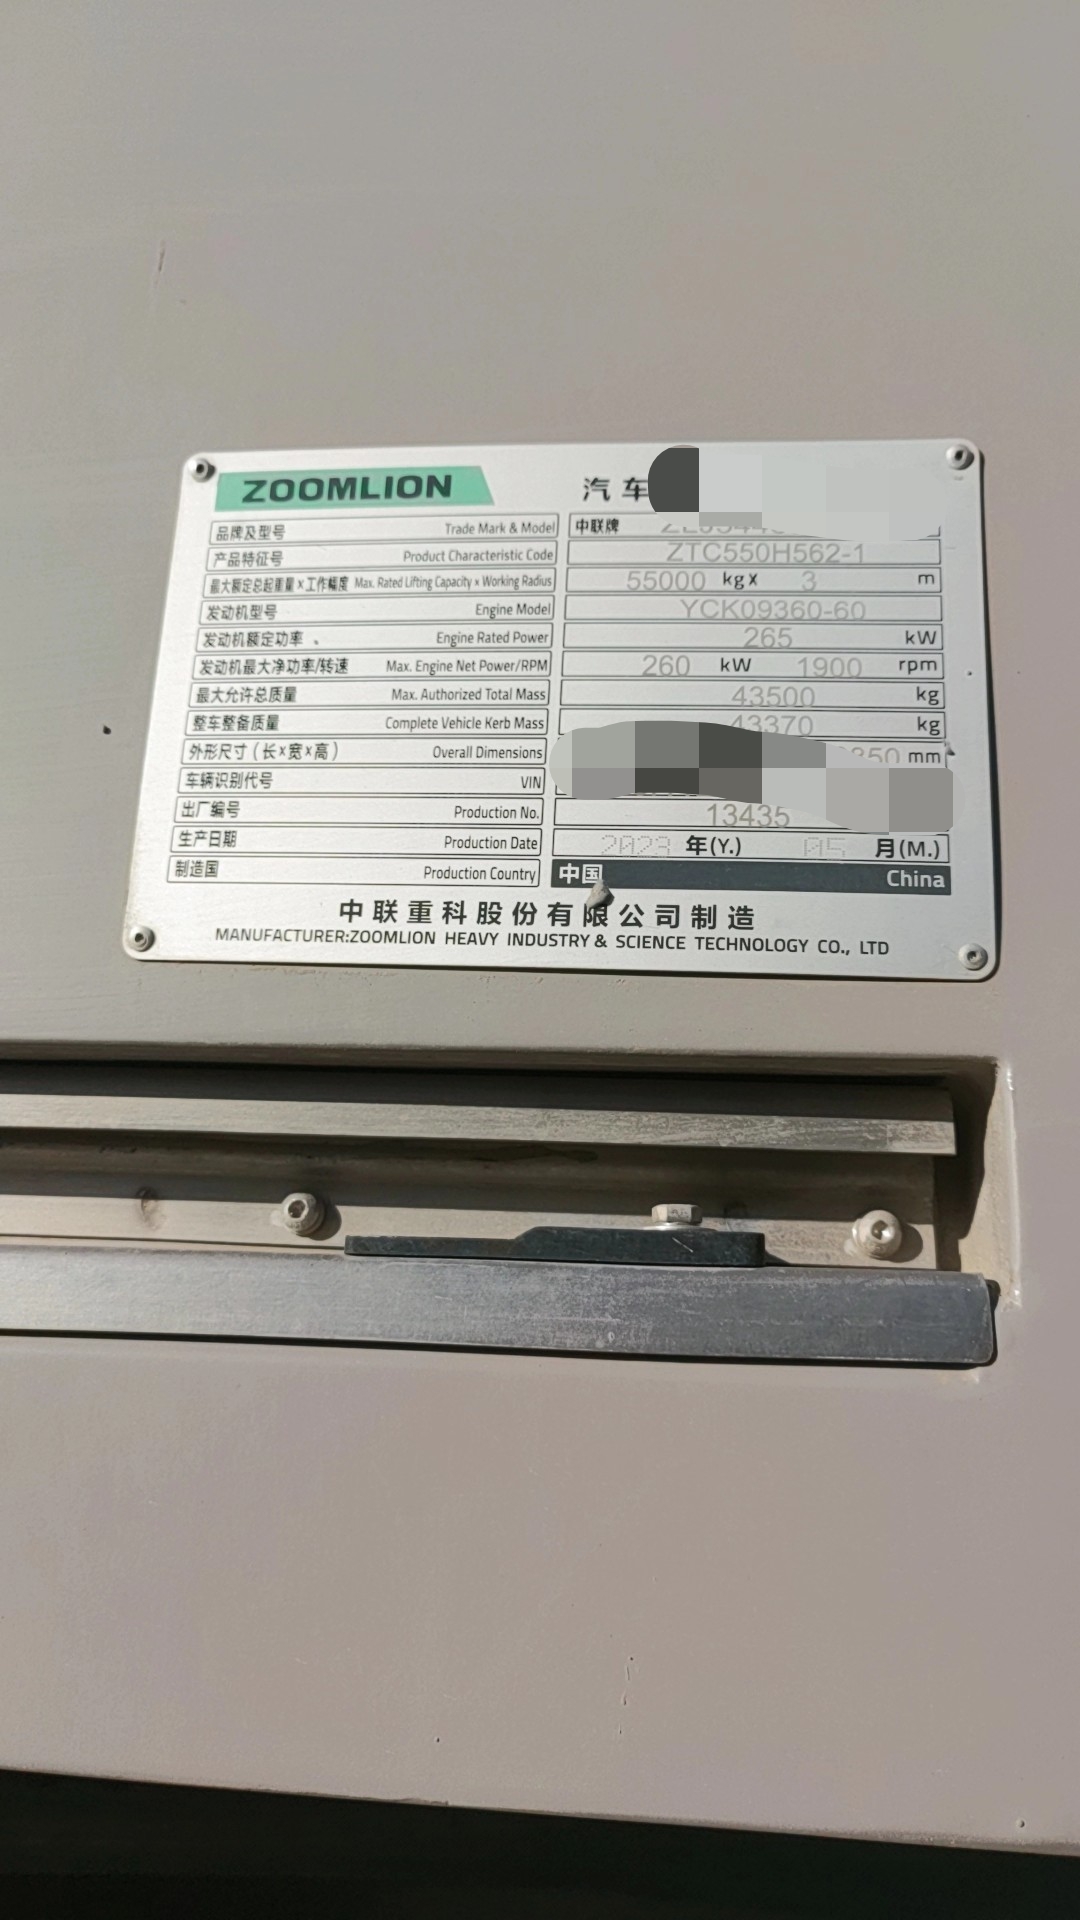 ZOOMLION 汽车
品牌及型号 Trade Mark & Model 中联牌
产品特征号 Product Characteristic Code ZTC550H562-1
最大额定总起重量×工作幅度 Max. Rated Lifting Capacity x Working Radius 55000 kg x 3 m
发动机型号 Engine Model YCK09360-60
发动机额定功率 、 Engine Rated Power 265 kW
发动机最大净功率/转速 Max. Engine Net Power/RPM 260 kW 1900 rpm
最大允许总质量 Max. Authorized Total Mass 43500 kg
整车整备质量 Complete Vehicle Kerb Mass 43370 kg
外形尺寸(长×宽×高) Overall Dimensions mm
车辆识别代号 VIN
出厂编号 Production No. 13435
生产日期 Production Date 2023 年(Y.) 05 月(M.)
制造国 Production Country 中国 China
中联重科股份有限公司制造
MANUFACTURER:ZOOMLION HEAVY INDUSTRY & SCIENCE TECHNOLOGY CO., LTD